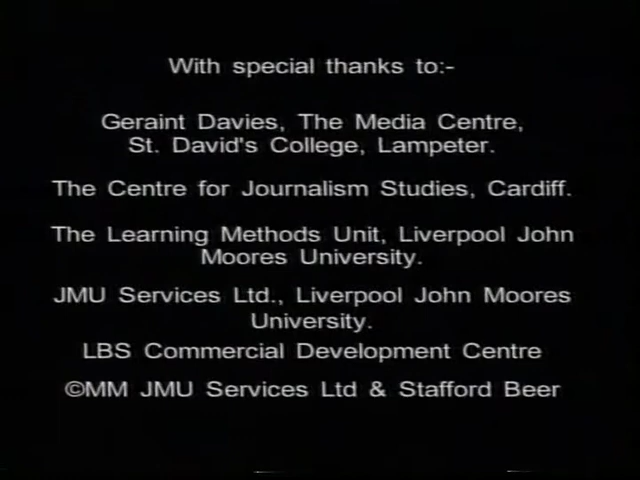 With special thanks to:-
Geraint Davies, The Media Centre,
St. David's College, Lampeter.
The Centre for Journalism Studies, Cardiff.
The Learning Methods Unit, Liverpool John
Moores University.
JMU Services Ltd., Liverpool John Moores
University.
LBS Commercial Development Centre
©MM JMU Services Ltd & Stafford Beer